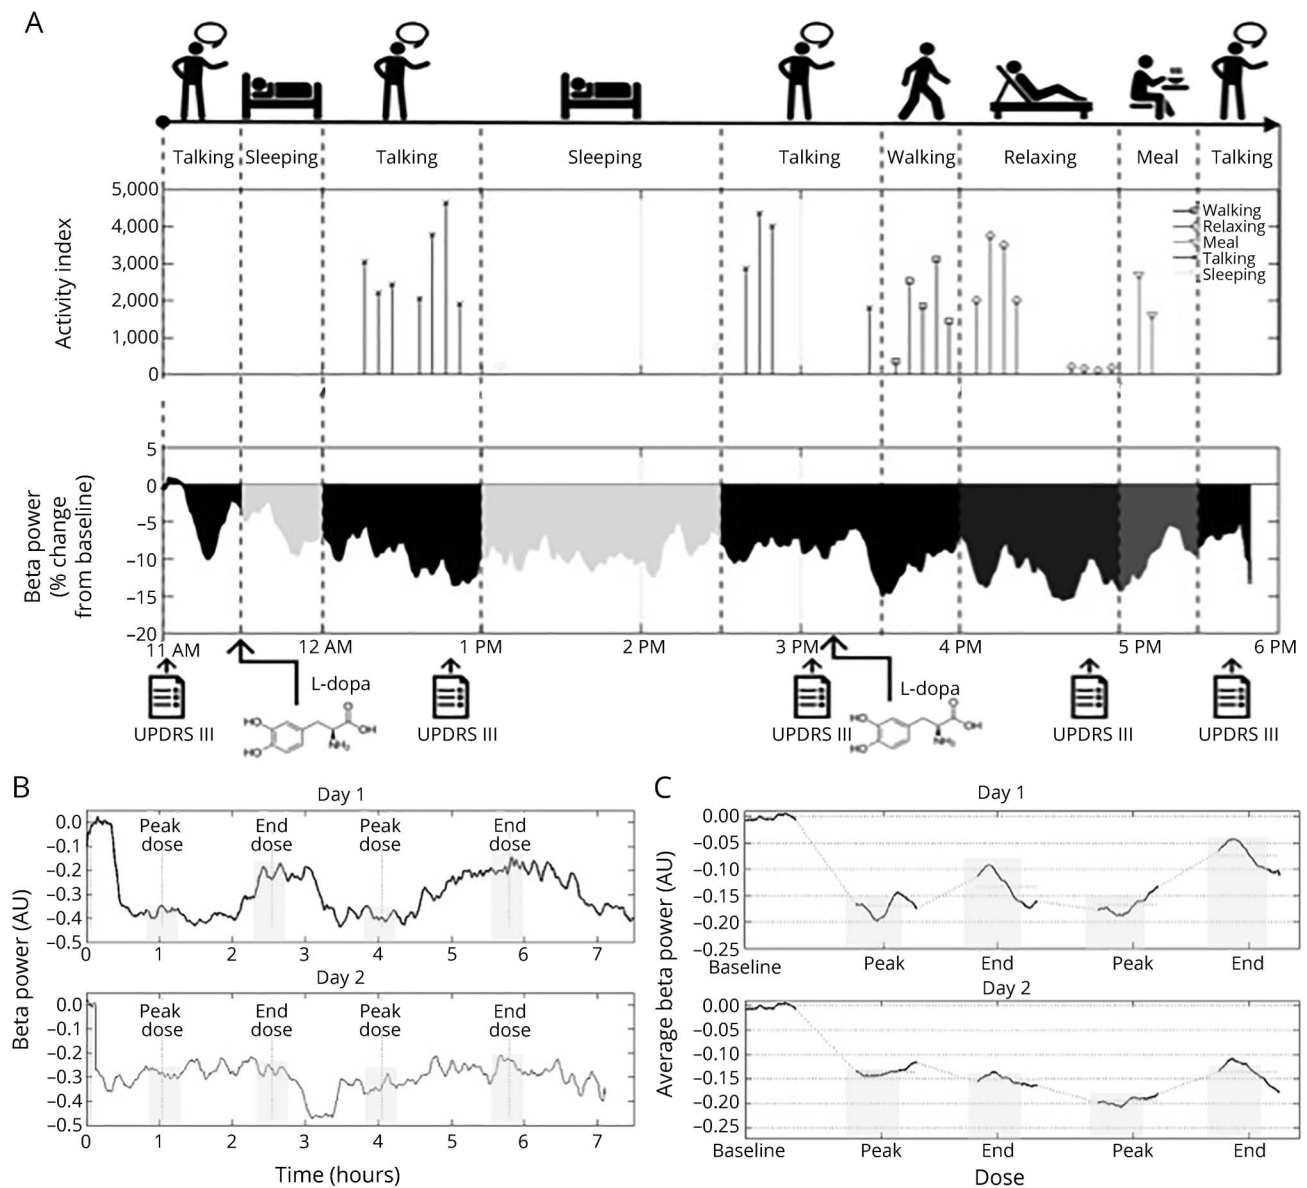 A
Talking Sleeping Talking Sleeping Talking Walking Relaxing Meal Talking
Activity index
5,000
4,000
3,000
2,000
1,000
0
Walking
Relaxing
Meal
Talking
Sleeping
Beta power
(% change
from baseline)
5
0
−5
−10
−15
−20
11 AM 12 AM 1 PM 2 PM 3 PM 4 PM 5 PM 6 PM
L-dopa L-dopa
HO HO O OH NH₂
HO HO O OH NH₂
UPDRS III UPDRS III UPDRS III UPDRS III UPDRS III
B
Day 1
Beta power (AU)
0.0
−0.1
−0.2
−0.3
−0.4
−0.5
Peak End Peak End
dose dose dose dose
0 1 2 3 4 5 6 7
Day 2
0.0
−0.1
−0.2
−0.3
−0.4
−0.5
Peak End Peak End
dose dose dose dose
0 1 2 3 4 5 6 7
Time (hours)
C
Day 1
Average beta power (AU)
0.00
−0.05
−0.10
−0.15
−0.20
−0.25
Baseline Peak End Peak End
Day 2
0.00
−0.05
−0.10
−0.15
−0.20
−0.25
Baseline Peak End Peak End
Dose